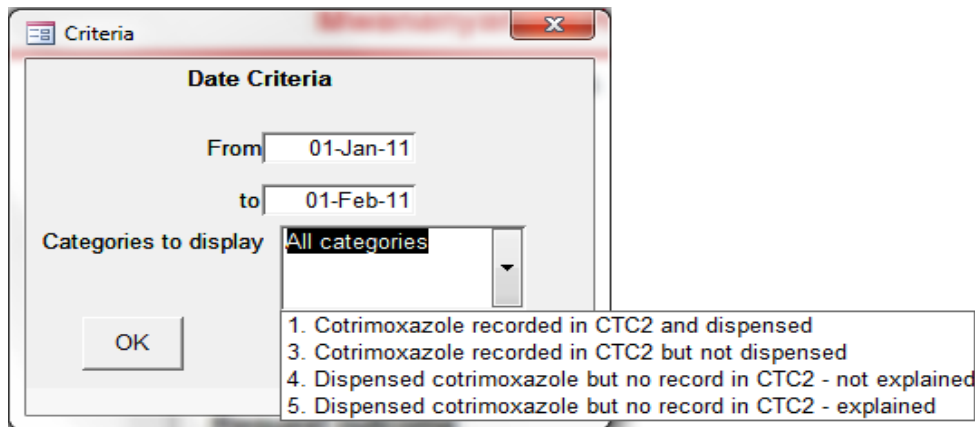 Criteria
Date Criteria
From 01-Jan-11
to 01-Feb-11
Categories to display All categories
OK
1. Cotrimoxazole recorded in CTC2 and dispensed
3. Cotrimoxazole recorded in CTC2 but not dispensed
4. Dispensed cotrimoxazole but no record in CTC2 - not explained
5. Dispensed cotrimoxazole but no record in CTC2 - explained